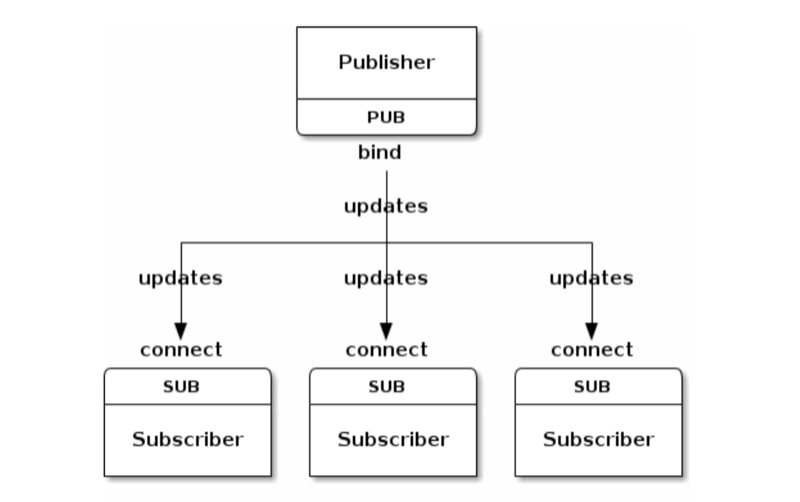 Publisher
PUB
bind
updates
updates updates updates
connect connect connect
SUB SUB SUB
Subscriber Subscriber Subscriber